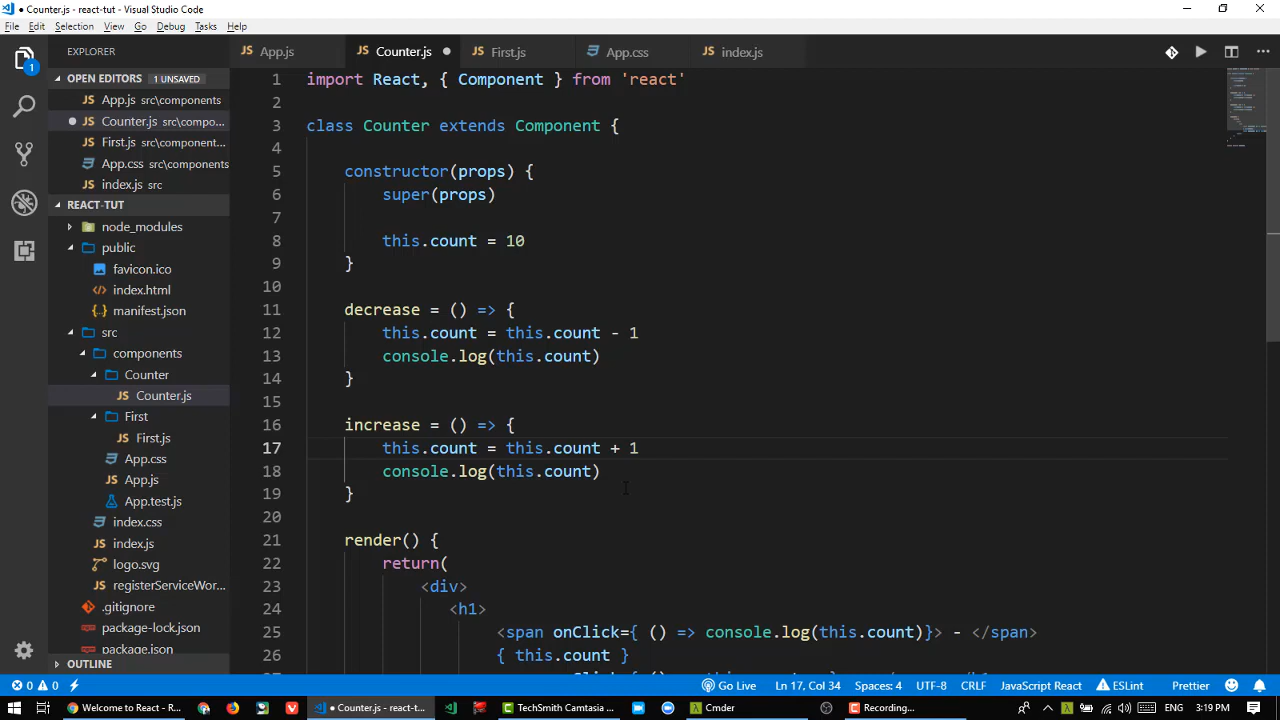 ● Counter.js - react-tut - Visual Studio Code
File Edit Selection View Go Debug Tasks Help
EXPLORER
App.js
Counter.js ●
First.js
App.css
index.js
OPEN EDITORS 1 UNSAVED
JS App.js src\components
● JS Counter.js src\compo...
JS First.js src\component...
App.css src\components
JS index.js src
REACT-TUT
node_modules
public
favicon.ico
index.html
manifest.json
src
components
Counter
JS Counter.js
First
JS First.js
App.css
JS App.js
App.test.js
index.css
JS index.js
logo.svg
JS registerServiceWor...
.gitignore
package-lock.json
package.json
OUTLINE
1 import React, { Component } from 'react'
2
3 class Counter extends Component {
4
5 constructor(props) {
6 super(props)
7
8 this.count = 10
9 }
10
11 decrease = () => {
12 this.count = this.count - 1
13 console.log(this.count)
14 }
15
16 increase = () => {
17 this.count = this.count + 1
18 console.log(this.count)
19 }
20
21 render() {
22 return(
23 <div>
24 <h1>
25 <span onClick={ () => console.log(this.count)}> - </span>
26 { this.count }
0 0
Go Live Ln 17, Col 34 Spaces: 4 UTF-8 CRLF JavaScript React ESLint Prettier
Welcome to React - R...
● Counter.js - react-t...
TechSmith Camtasia ...
Cmder
Recording...
ENG 3:19 PM